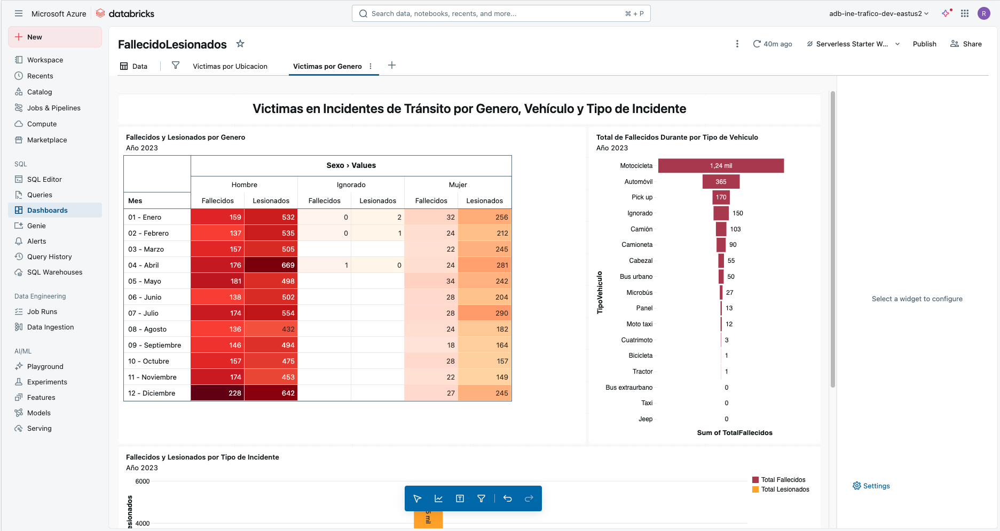 Microsoft Azure
databricks
Search data, notebooks, recents, and more...
⌘ + P
adb-ine-trafico-dev-eastus2
R
New
Workspace
Recents
Catalog
Jobs & Pipelines
Compute
Marketplace
SQL
SQL Editor
Queries
Dashboards
Genie
Alerts
Query History
SQL Warehouses
Data Engineering
Job Runs
Data Ingestion
AI/ML
Playground
Experiments
Features
Models
Serving
FallecidoLesionados
40m ago
Serverless Starter W...
Publish
Share
Data
Victimas por Ubicacion
Victimas por Genero
Victimas en Incidentes de Tránsito por Genero, Vehículo y Tipo de Incidente
Fallecidos y Lesionados por Genero
Año 2023
Sexo › Values
Hombre Ignorado Mujer
Mes Fallecidos Lesionados Fallecidos Lesionados Fallecidos Lesionados
01 - Enero 159 532 0 2 32 256
02 - Febrero 137 535 0 1 24 212
03 - Marzo 157 505 22 245
04 - Abril 176 669 1 0 24 281
05 - Mayo 181 498 34 242
06 - Junio 138 502 28 204
07 - Julio 174 554 28 290
08 - Agosto 136 432 24 182
09 - Septiembre 146 494 18 164
10 - Octubre 157 475 28 157
11 - Noviembre 174 453 22 149
12 - Diciembre 228 642 27 245
Total de Fallecidos Durante por Tipo de Vehiculo
Año 2023
TipoVehiculo
Motocicleta 1,24 mil
Automóvil 365
Pick up 170
Ignorado 150
Camión 103
Camioneta 90
Cabezal 55
Bus urbano 50
Microbús 27
Panel 13
Moto taxi 12
Cuatrimoto 3
Bicicleta 1
Tractor 1
Bus extraurbano 0
Taxi 0
Jeep 0
Sum of TotalFallecidos
Fallecidos y Lesionados por Tipo de Incidente
Año 2023
6000
4000
mil
Total Fallecidos
Total Lesionados
Select a widget to configure
Settings